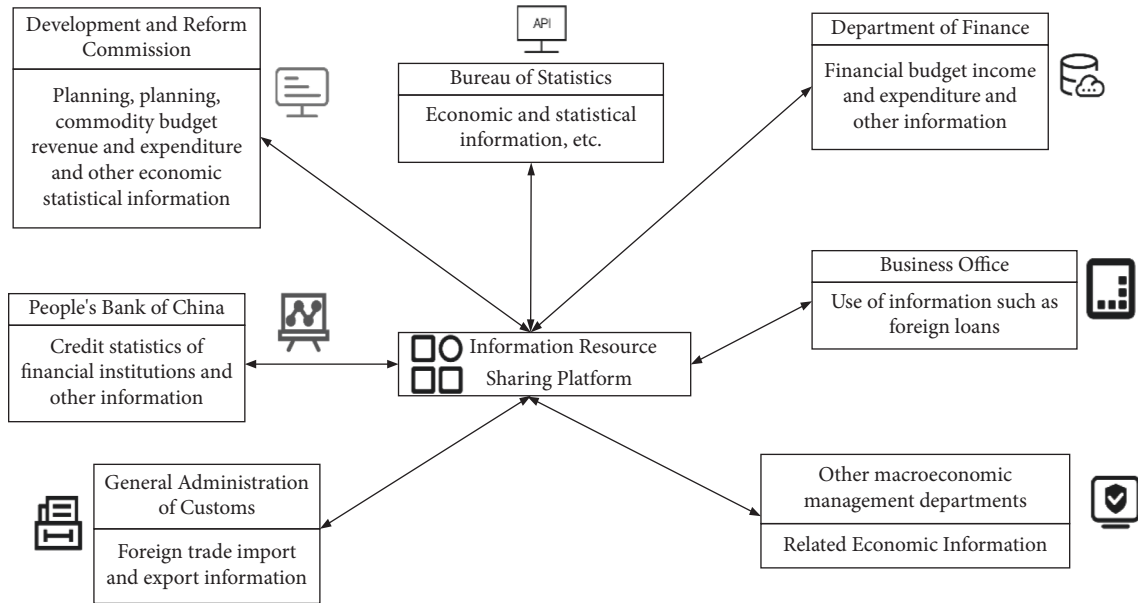 Development and Reform
Commission
Planning, planning,
commodity budget
revenue and expenditure
and other economic
statistical information
API
Bureau of Statistics
Economic and statistical
information, etc.
Department of Finance
Financial budget income
and expenditure and
other information
People's Bank of China
Credit statistics of
financial institutions and
other information
Information Resource
Sharing Platform
Business Office
Use of information such as
foreign loans
General Administration
of Customs
Foreign trade import
and export information
Other macroeconomic
management departments
Related Economic Information